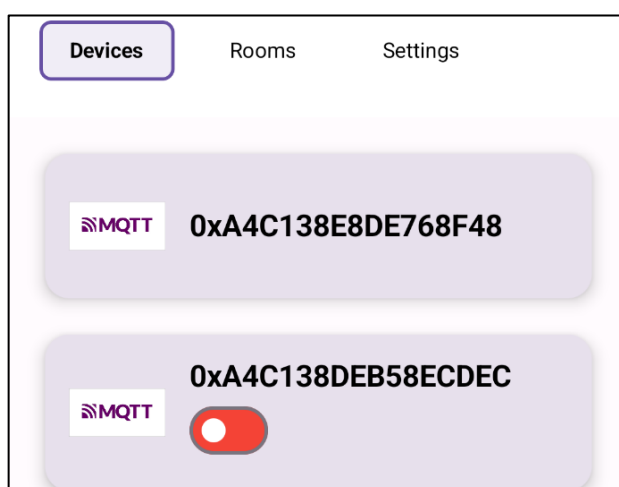 Devices Rooms Settings
MQTT 0xA4C138E8DE768F48
0xA4C138DEB58ECDEC
MQTT